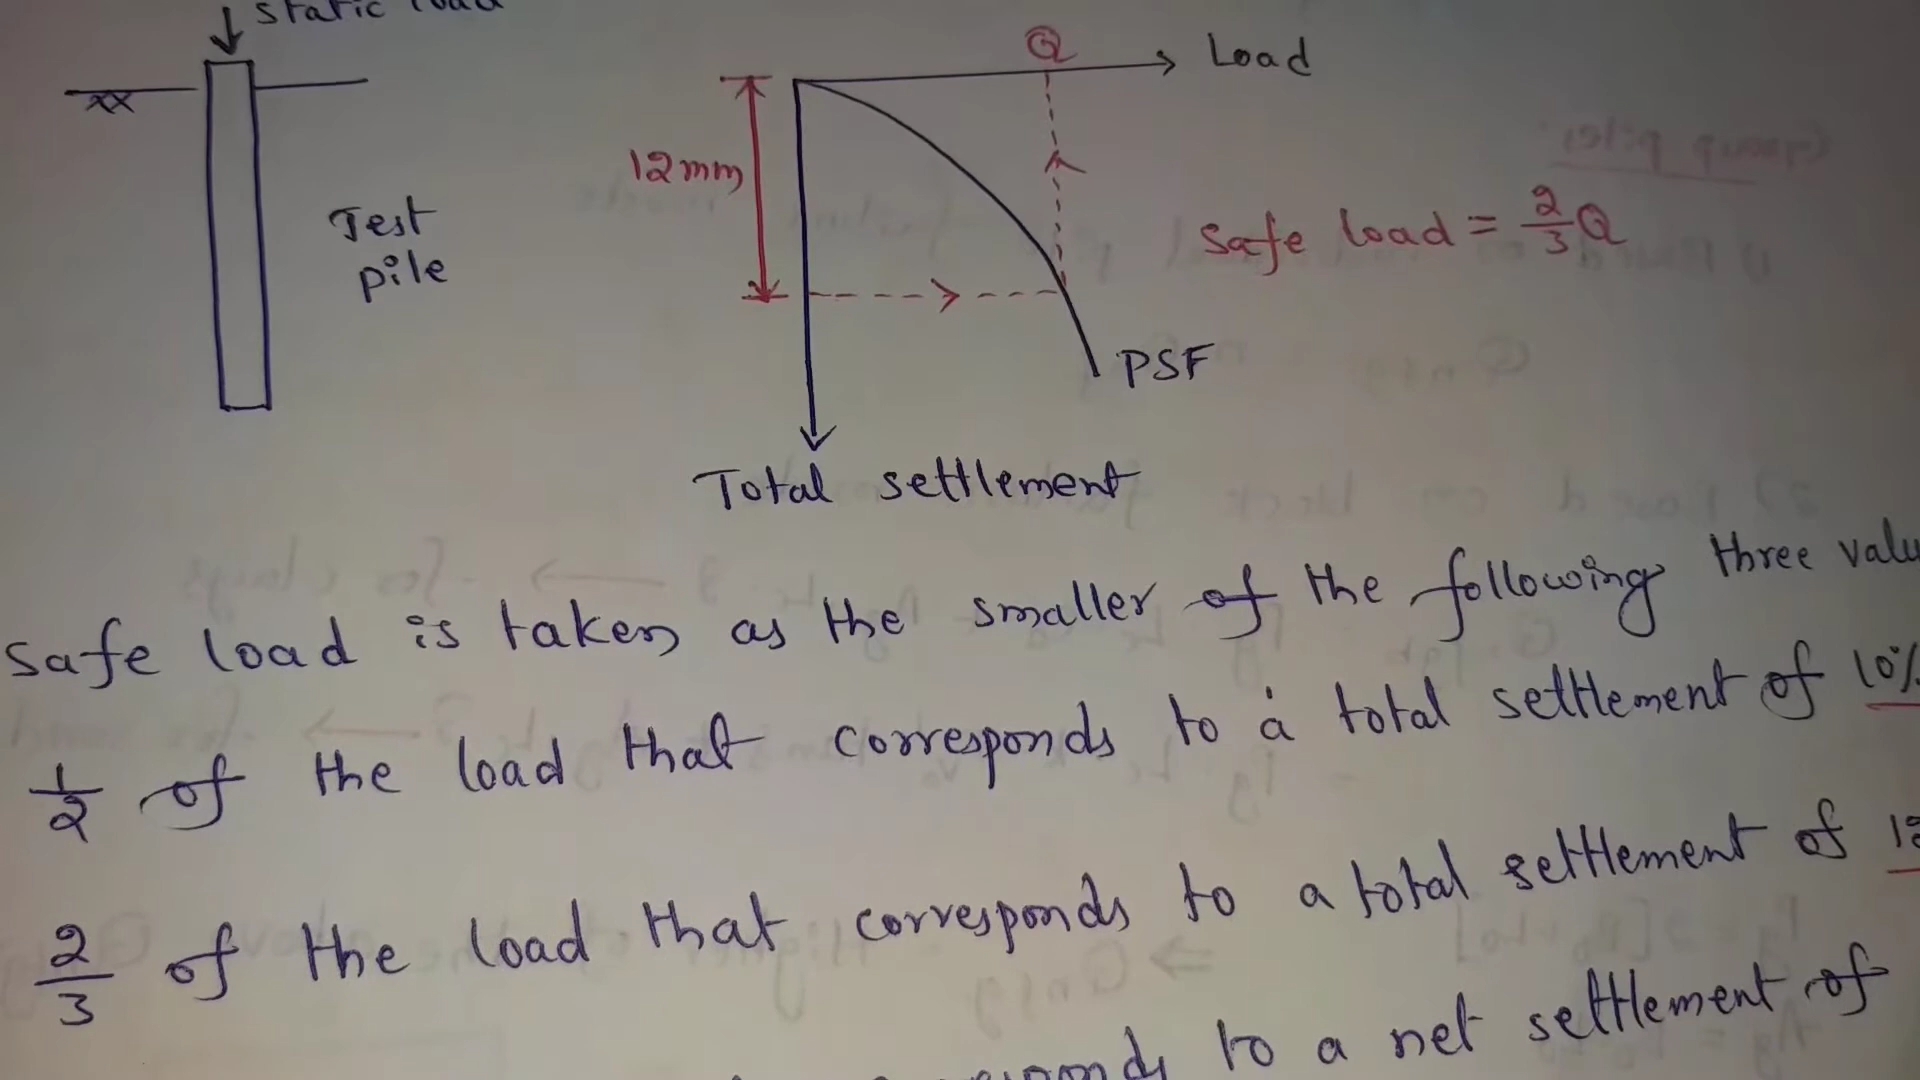 static load
Q
Load
12mm
Test
pile
Safe load = 2/3 Q
PSF
Total settlement
Safe load is taken as the smaller of the following three
1/2 of the load that corresponds to a total settlement of 10%
2/3 of the load that corresponds to a total settlement of
to a net settlement of